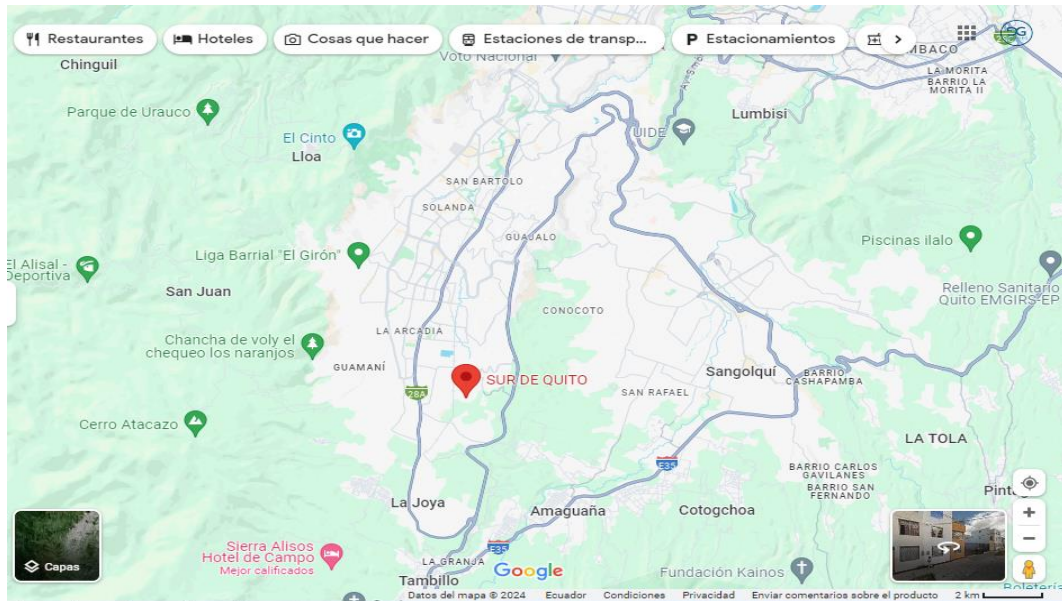 Restaurantes
Hoteles
Cosas que hacer
Estaciones de transp...
P Estacionamientos
SG
MBACO
Chinguil
Voto Nacional
LA MORITA
BARRIO LA
MORITA II
Parque de Urauco
Lumbisi
El Cinto
UIDE
Lloa
SAN BARTOLO
SOLANDA
GUAJALO
Liga Barrial "El Girón"
Piscinas ilalo
El Alisal -
Deportiva
San Juan
Relleno Sanitario
Quito EMGIRS-EP
CONOCOTO
LA ARCADIA
Chancha de voly el
chequeo los naranjos
GUAMANÍ
Sangolquí
BARRIO
CASHAPAMBA
SUR DE QUITO
SAN RAFAEL
28A
Cerro Atacazo
LA TOLA
E35
BARRIO CARLOS
GAVILANES
BARRIO SAN
FERNANDO
Pintag
La Joya
Amaguaña
Cotogchoa
Sierra Alisos
Hotel de Campo
Mejor calificados
E35
LA GRANJA
Capas
Google
Fundación Kainos
Tambillo
Boletería
Datos del mapa © 2024 Ecuador Condiciones Privacidad Enviar comentarios sobre el producto 2 km